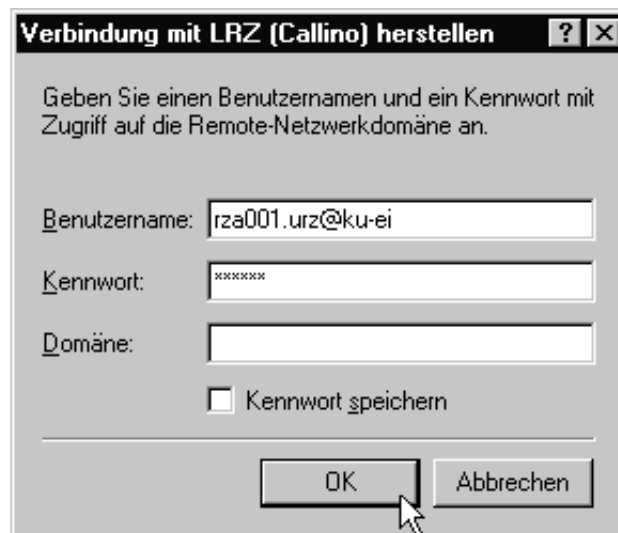 Verbindung mit LRZ (Callino) herstellen
Geben Sie einen Benutzernamen und ein Kennwort mit
Zugriff auf die Remote-Netzwerkdomäne an.
Benutzername: rza001.urz@ku-ei
Kennwort: ******
Domäne:
Kennwort speichern
OK Abbrechen